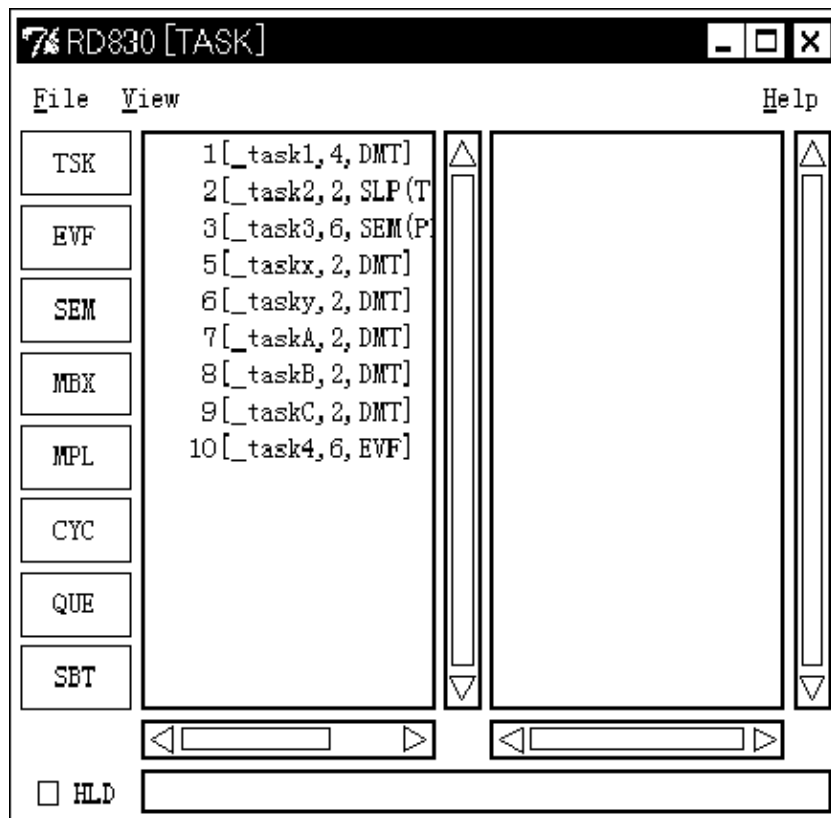 RD830 [TASK]
File View Help
TSK
EVF
SEM
MBX
MPL
CYC
QUE
SBT
1[_task1,4,DMT]
2[_task2,2,SLP(T
3[_task3,6,SEM(P
5[_taskx,2,DMT]
6[_tasky,2,DMT]
7[_taskA,2,DMT]
8[_taskB,2,DMT]
9[_taskC,2,DMT]
10[_task4,6,EVF]
HLD